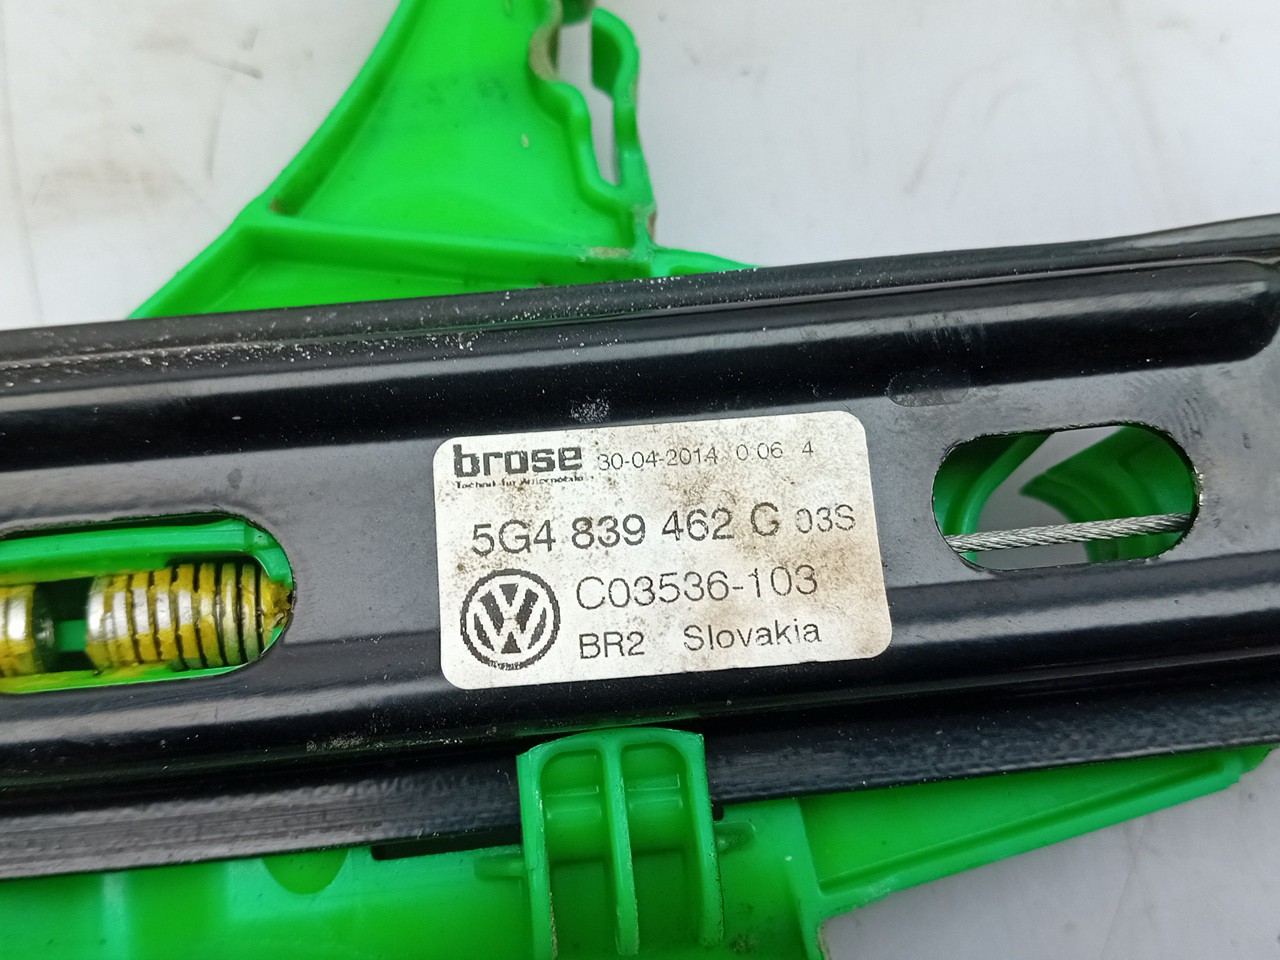 brose 30-04-2014 0 06 4
5G4 839 462 G 03S
C03536-103
BR2 Slovakia